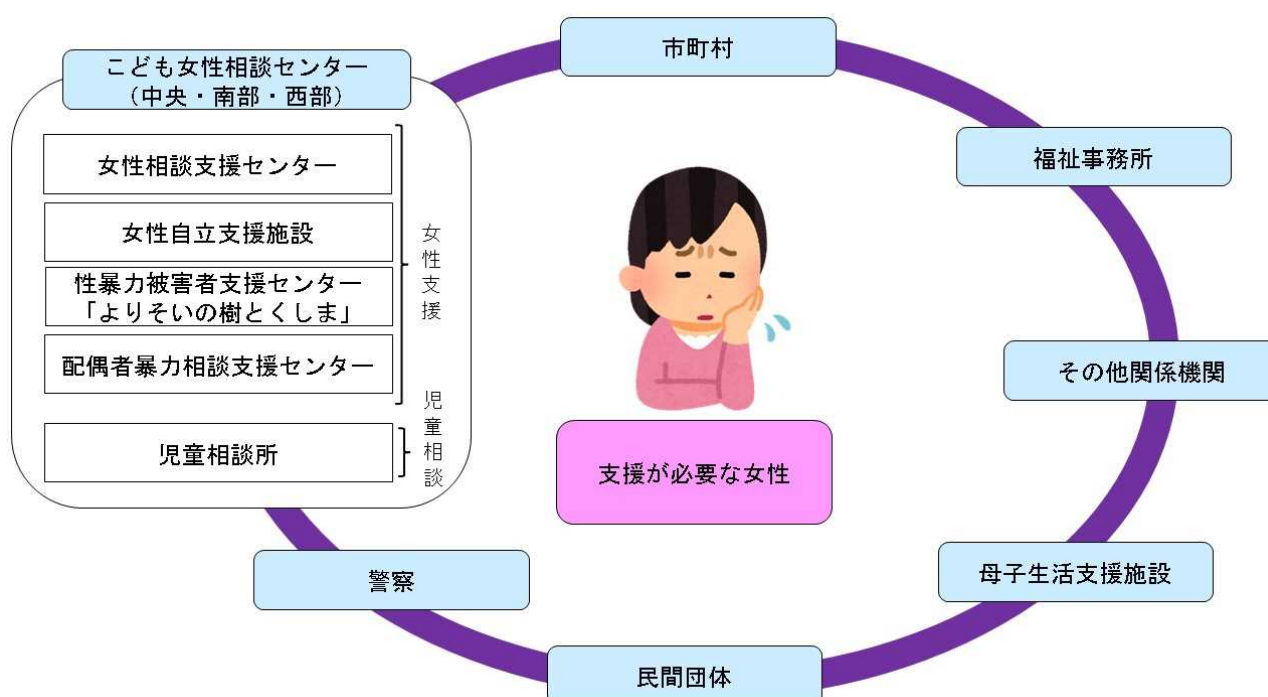 市町村
こども女性相談センター
（中央・南部・西部）
女性相談支援センター
女性自立支援施設
性暴力被害者支援センター
「よりそいの樹とくしま」
配偶者暴力相談支援センター
女性支援
児童相談所
児童相談
福祉事務所
その他関係機関
支援が必要な女性
母子生活支援施設
警察
民間団体